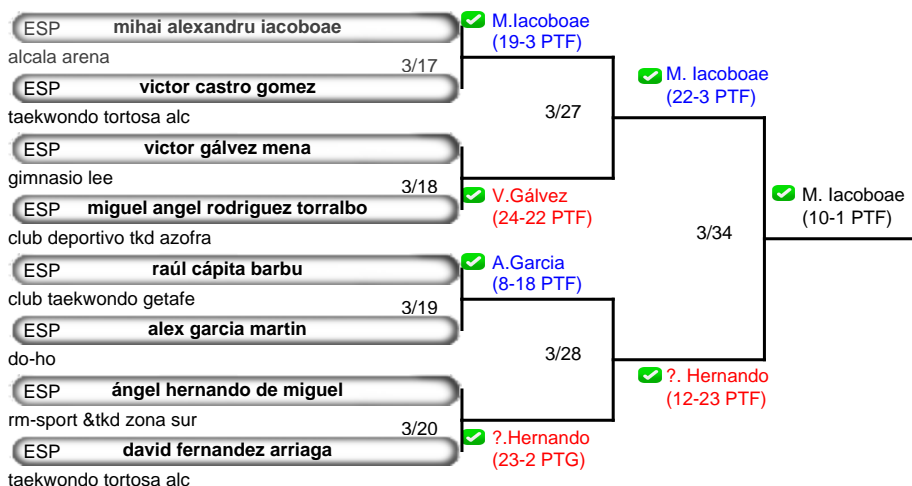 ESP mihai alexandru iacoboae
alcala arena
3/17
ESP victor castro gomez
taekwondo tortosa alc
ESP victor gálvez mena
gimnasio lee
3/18
ESP miguel angel rodriguez torralbo
club deportivo tkd azofra
ESP raúl cápita barbu
club taekwondo getafe
3/19
ESP alex garcia martin
do-ho
ESP ángel hernando de miguel
rm-sport &tkd zona sur
3/20
ESP david fernandez arriaga
taekwondo tortosa alc
M.Iacoboae
(19-3 PTF)
3/27
V.Gálvez
(24-22 PTF)
A.Garcia
(8-18 PTF)
3/28
?.Hernando
(23-2 PTG)
M. Iacoboae
(22-3 PTF)
3/34
?. Hernando
(12-23 PTF)
M. Iacoboae
(10-1 PTF)